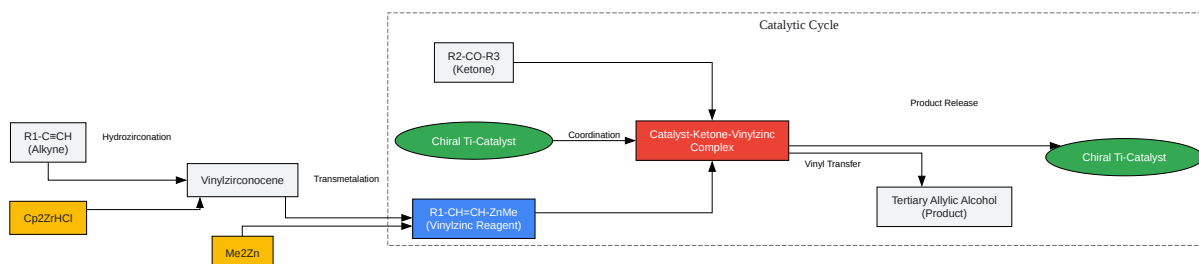 Catalytic Cycle
R2-CO-R3
(Ketone)
Product Release
R1-C≡CH
(Alkyne)
Hydrozirconation
Chiral Ti-Catalyst
Coordination
Catalyst-Ketone-Vinylzinc
Complex
Chiral Ti-Catalyst
Vinyl Transfer
Vinylzirconocene
Transmetalation
Tertiary Allylic Alcohol
(Product)
Cp2ZrHCl
R1-CH=CH-ZnMe
(Vinylzinc Reagent)
Me2Zn